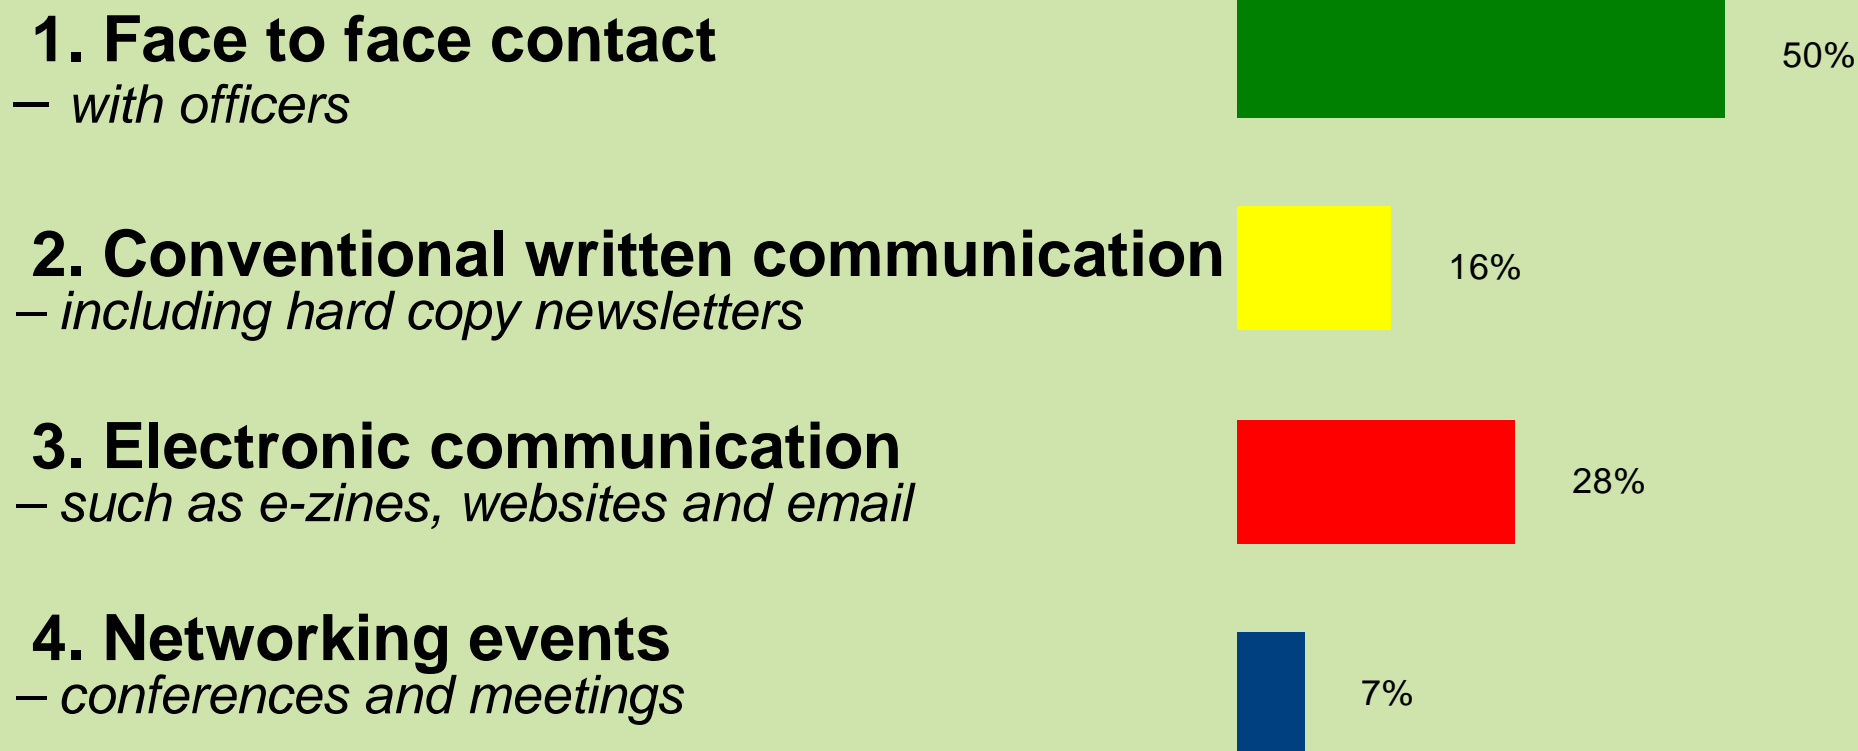 1. Face to face contact
50%
– with officers
2. Conventional written communication
16%
– including hard copy newsletters
3. Electronic communication
28%
– such as e-zines, websites and email
4. Networking events
7%
– conferences and meetings